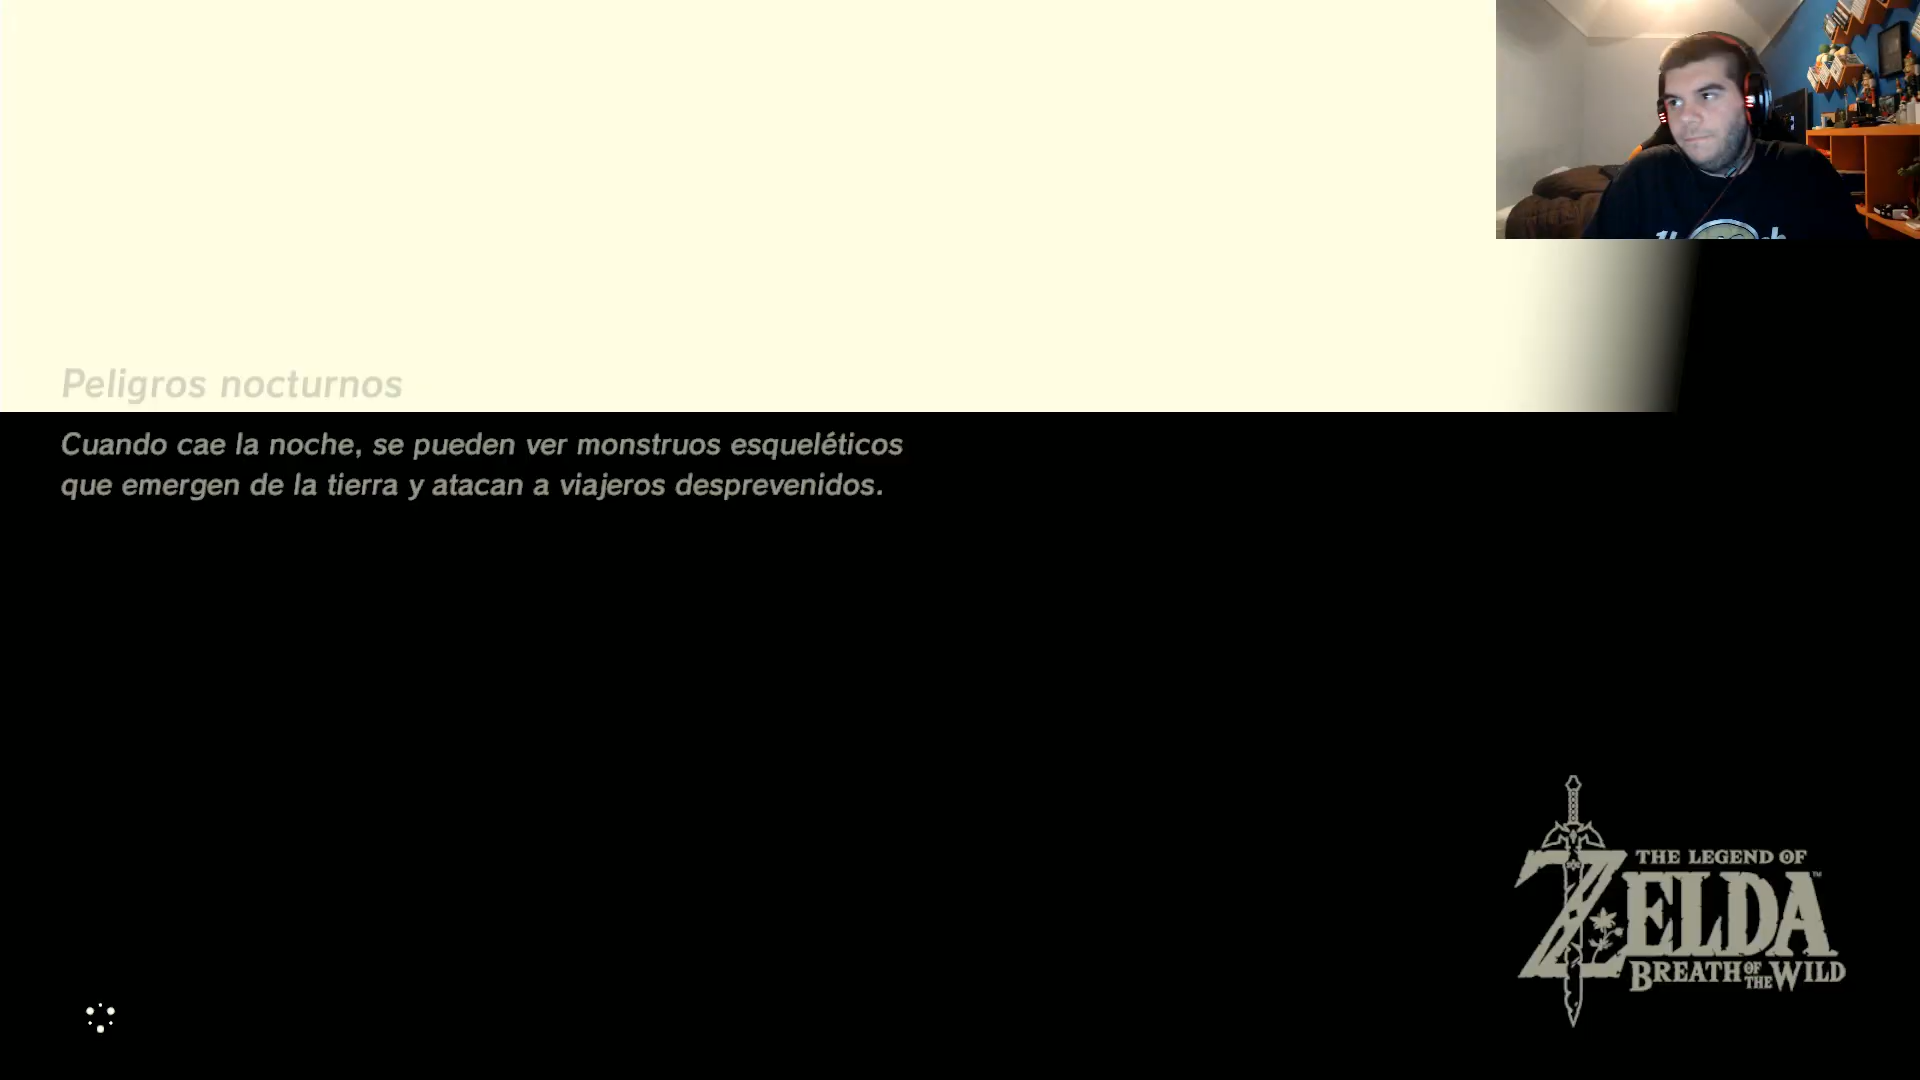 Peligros nocturnos
Cuando cae la noche, se pueden ver monstruos esqueléticos
que emergen de la tierra y atacan a viajeros desprevenidos.
THE LEGEND OF
ZELDA™
BREATH OF THE WILD